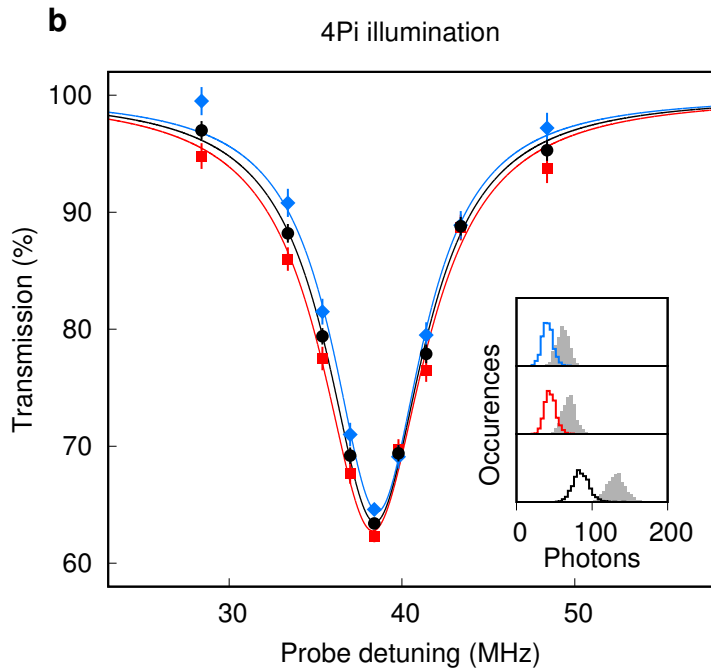 b
4Pi illumination
100
90
80
70
60
Transmission (%)
30
40
50
Probe detuning (MHz)
Occurences
0
100
200
Photons